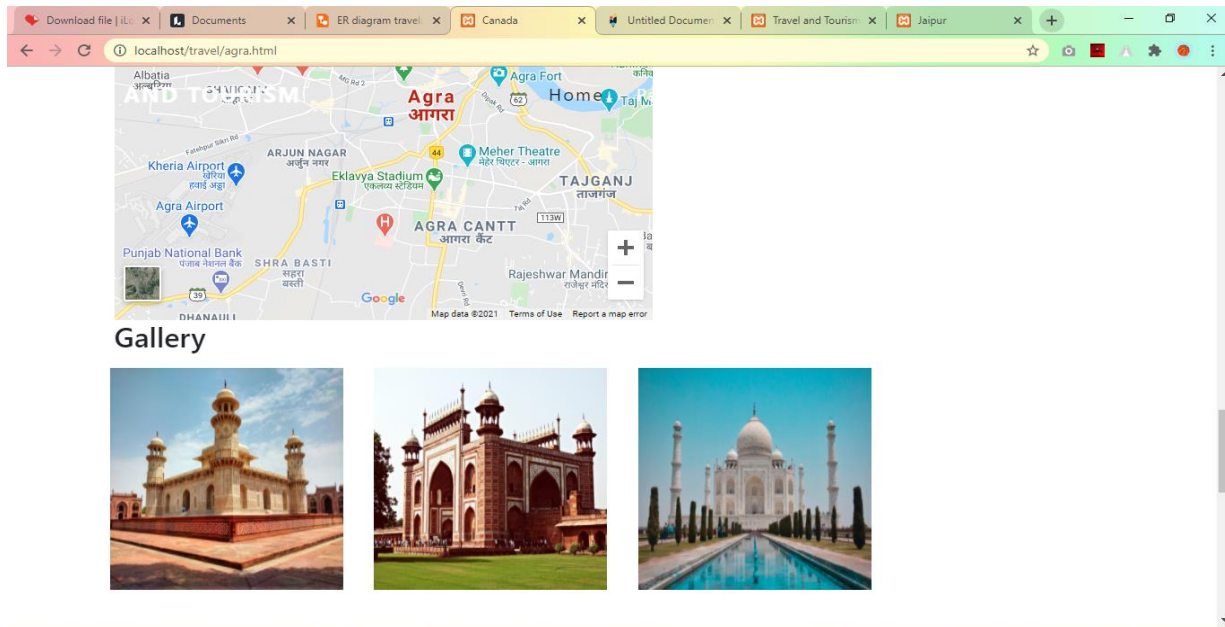 Download file | iLo
Documents
ER diagram travel
Canada
Untitled Documen
Travel and Tourism
Jaipur
localhost/travel/agra.html
Albatia
अल्बटिया
AND TOURISM
MG Rd 2
Agra Fort
Home
Taj M
Agra
आगरा
62
Fatehpur Sikri Rd
ARJUN NAGAR
अर्जुन नगर
44
Meher Theatre
मेहेर थिएटर - आगरा
Kheria Airport
खेरिया
हवाई अड्डा
Eklavya Stadium
एकलव्य स्टेडियम
TAJGANJ
ताजगंज
Agra Airport
113W
AGRA CANTT
आगरा कैंट
Punjab National Bank
पंजाब नेशनल बैंक
SHRA BASTI
सहरा
बस्ती
+
Rajeshwar Mandir
राजेश्वर मंदिर
−
39
Google
DHANAULI
Map data ©2021 Terms of Use Report a map error
Gallery